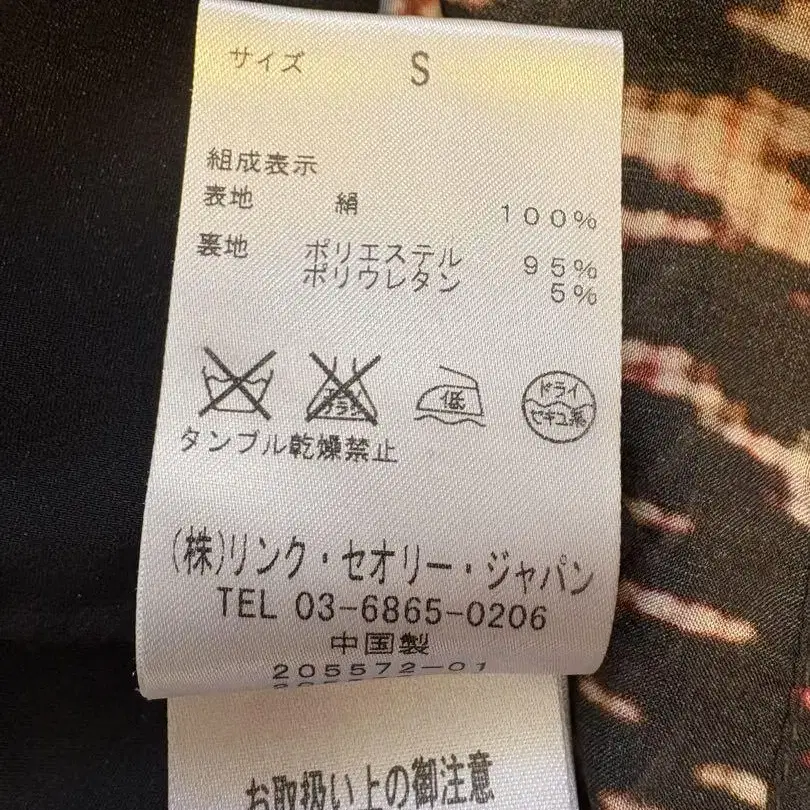 サイズ S
組成表示
表地 絹 100%
裏地 ポリエステル 95%
ポリウレタン 5%
低
ドライ
セキユ系
タンブル乾燥禁止
(株)リンク・セオリー・ジャパン
TEL 03-6865-0206
中国製
205572-01
お取扱い上の御注意